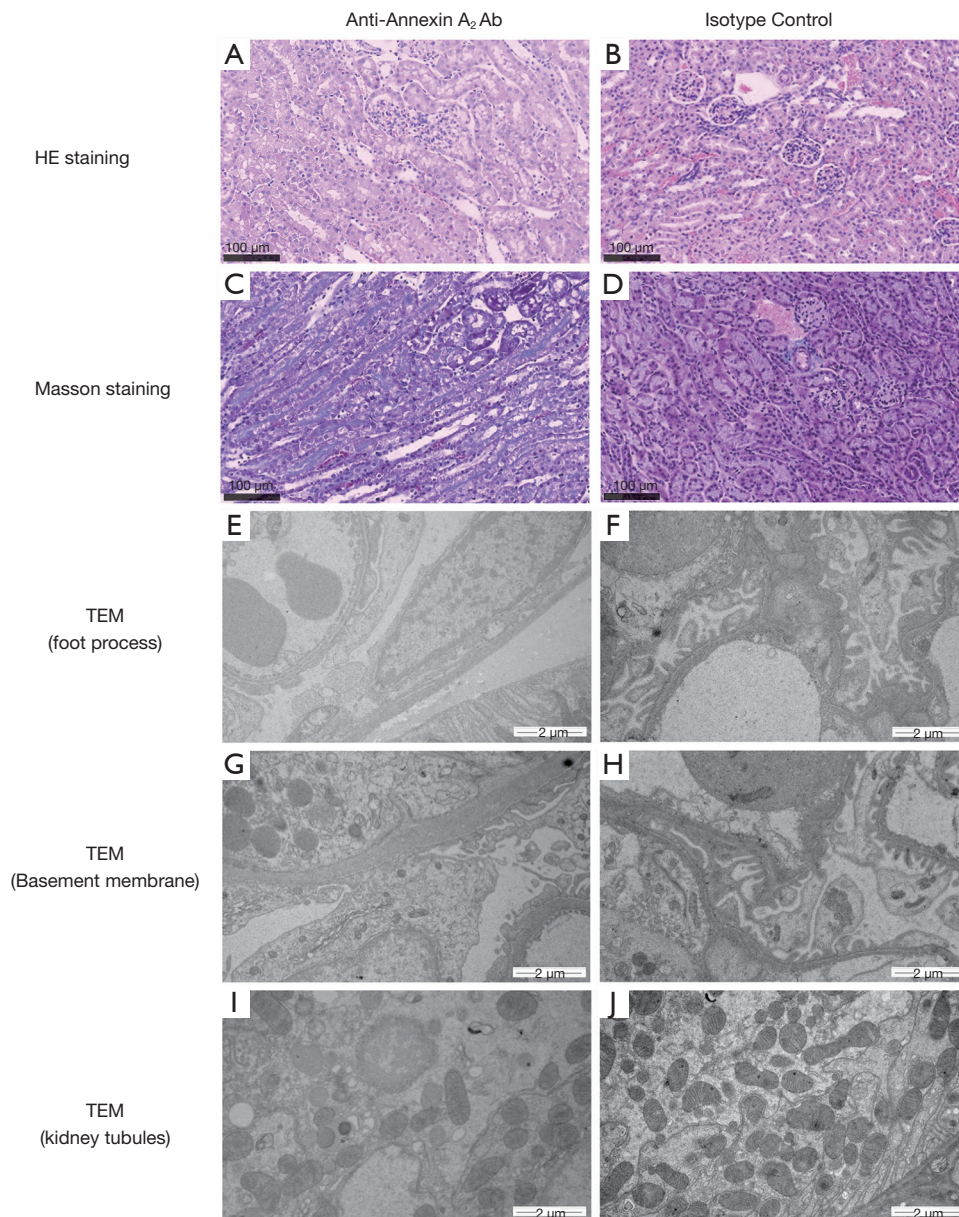 Anti-Annexin A₂ Ab Isotype Control
A B
HE staining
100 µm 100 µm
C D
Masson staining
100 µm 100 µm
E F
TEM
(foot process)
2 µm 2 µm
G H
TEM
(Basement membrane)
2 µm 2 µm
I J
TEM
(kidney tubules)
2 µm 2 µm